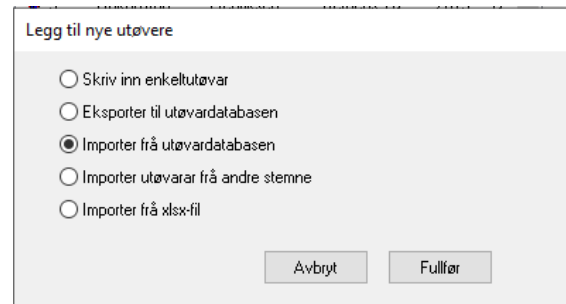 Legg til nye utøvere
Skriv inn enkeltutøvar
Eksporter til utøvardatabasen
Importer frå utøvardatabasen
Importer utøvarar frå andre stemne
Importer frå xlsx-fil
Avbryt Fullfør